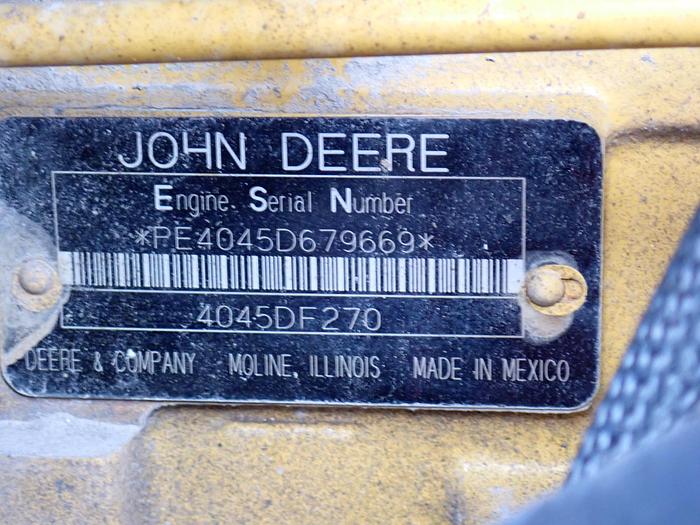 JOHN DEERE
Engine Serial Number
*PE4045D679669*
4045DF270
DEERE & COMPANY MOLINE, ILLINOIS MADE IN MEXICO